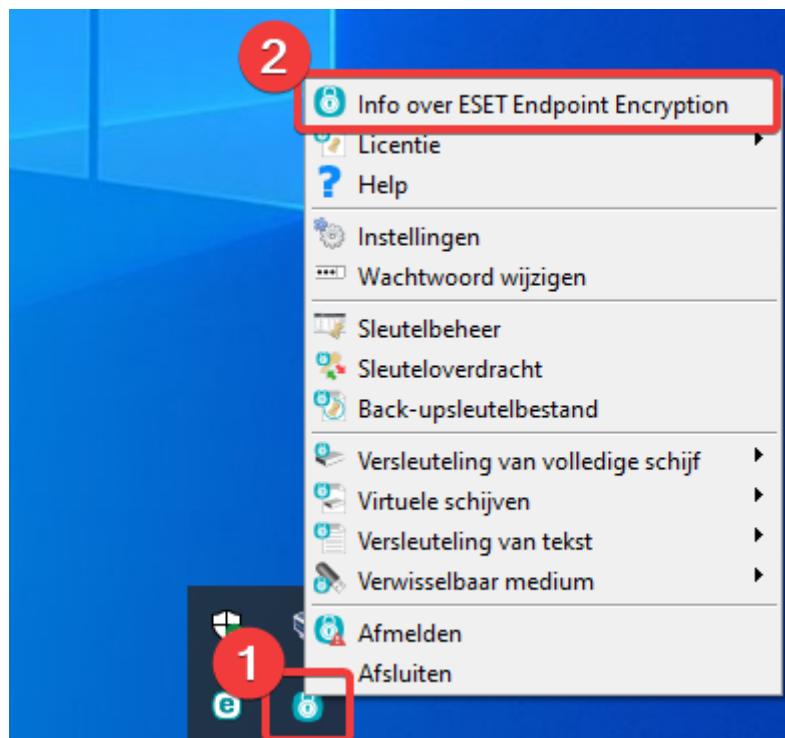 2
Info over ESET Endpoint Encryption
Licentie
Help
Instellingen
Wachtwoord wijzigen
Sleutelbeheer
Sleuteloverdracht
Back-upsleutelbestand
Versleuteling van volledige schijf
Virtuele schijven
Versleuteling van tekst
Verwisselbaar medium
Afmelden
Afsluiten
1
e